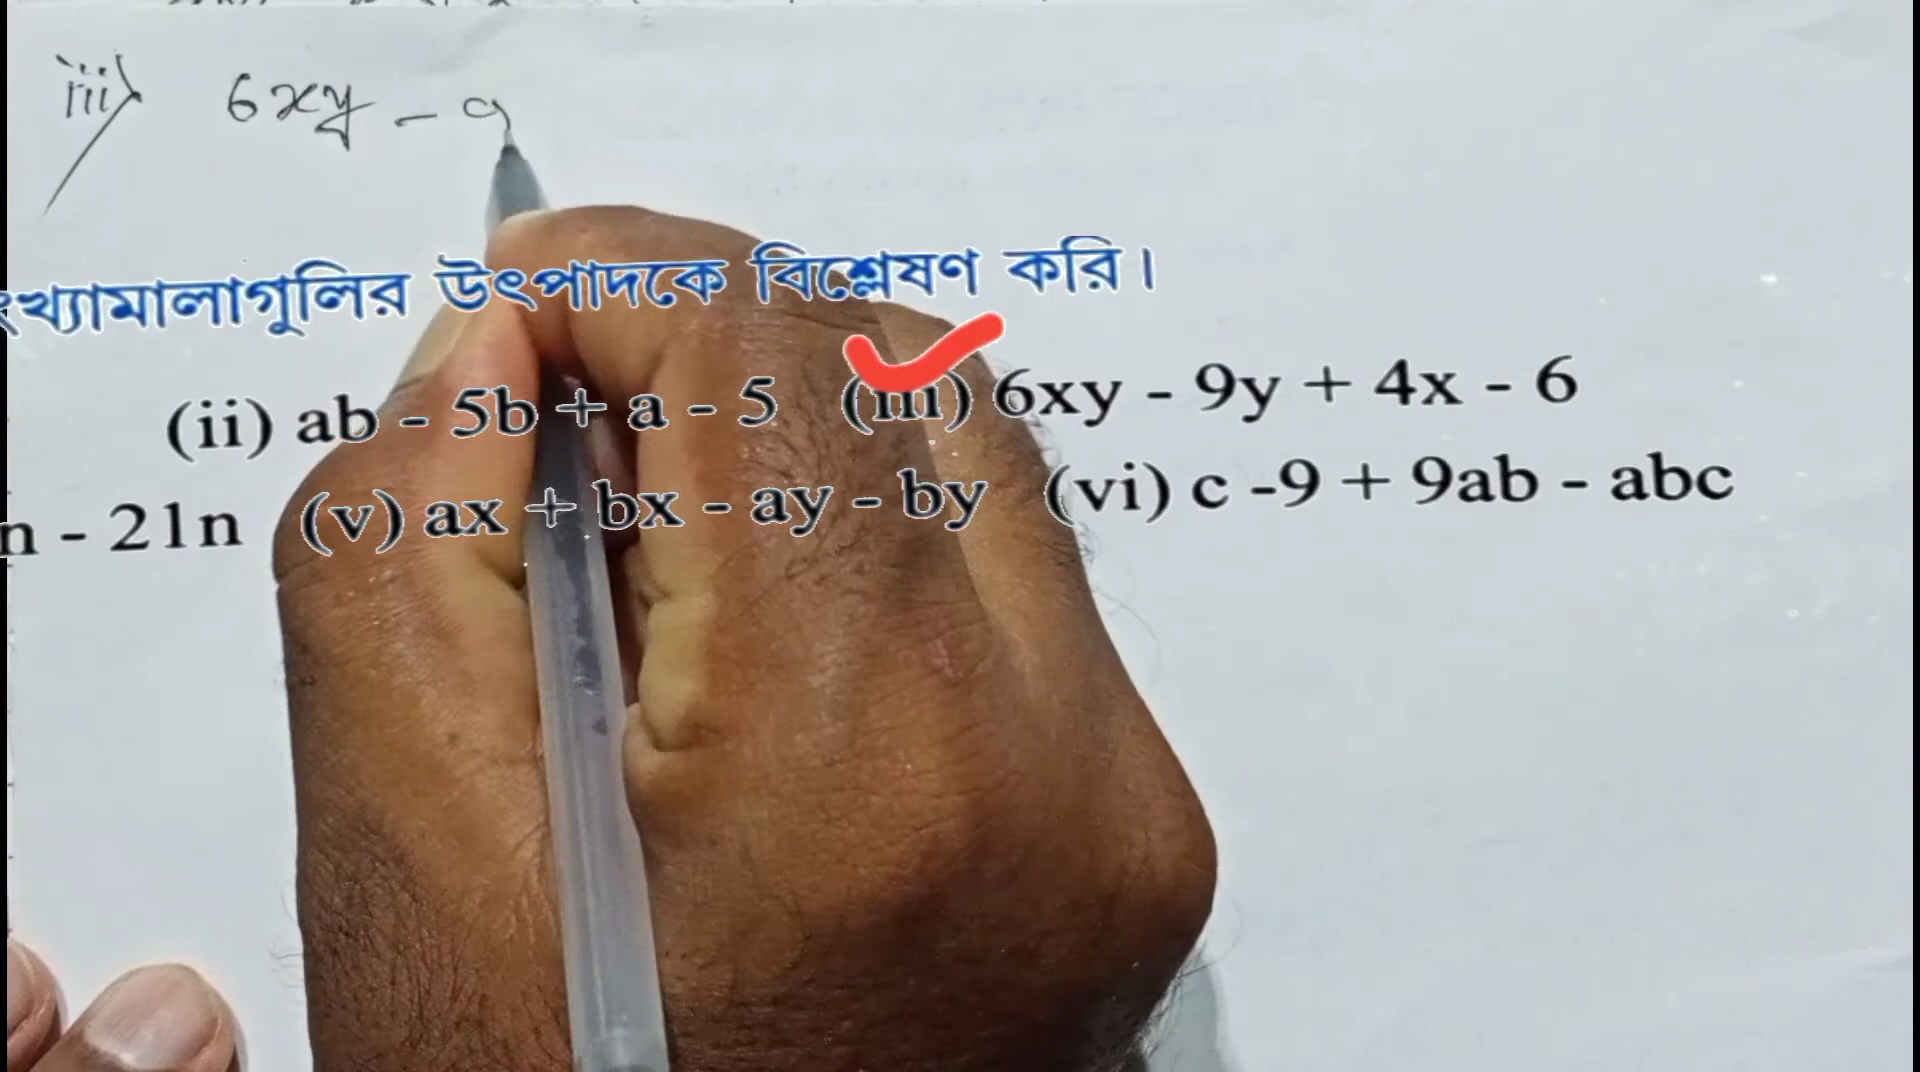 iii) 6xy - 9
ংখ্যামালাগুলির উৎপাদকে বিশ্লেষণ করি।
(ii) ab - 5b + a - 5 (iii) 6xy - 9y + 4x - 6
n - 21n (v) ax + bx - ay - by (vi) c -9 + 9ab - abc